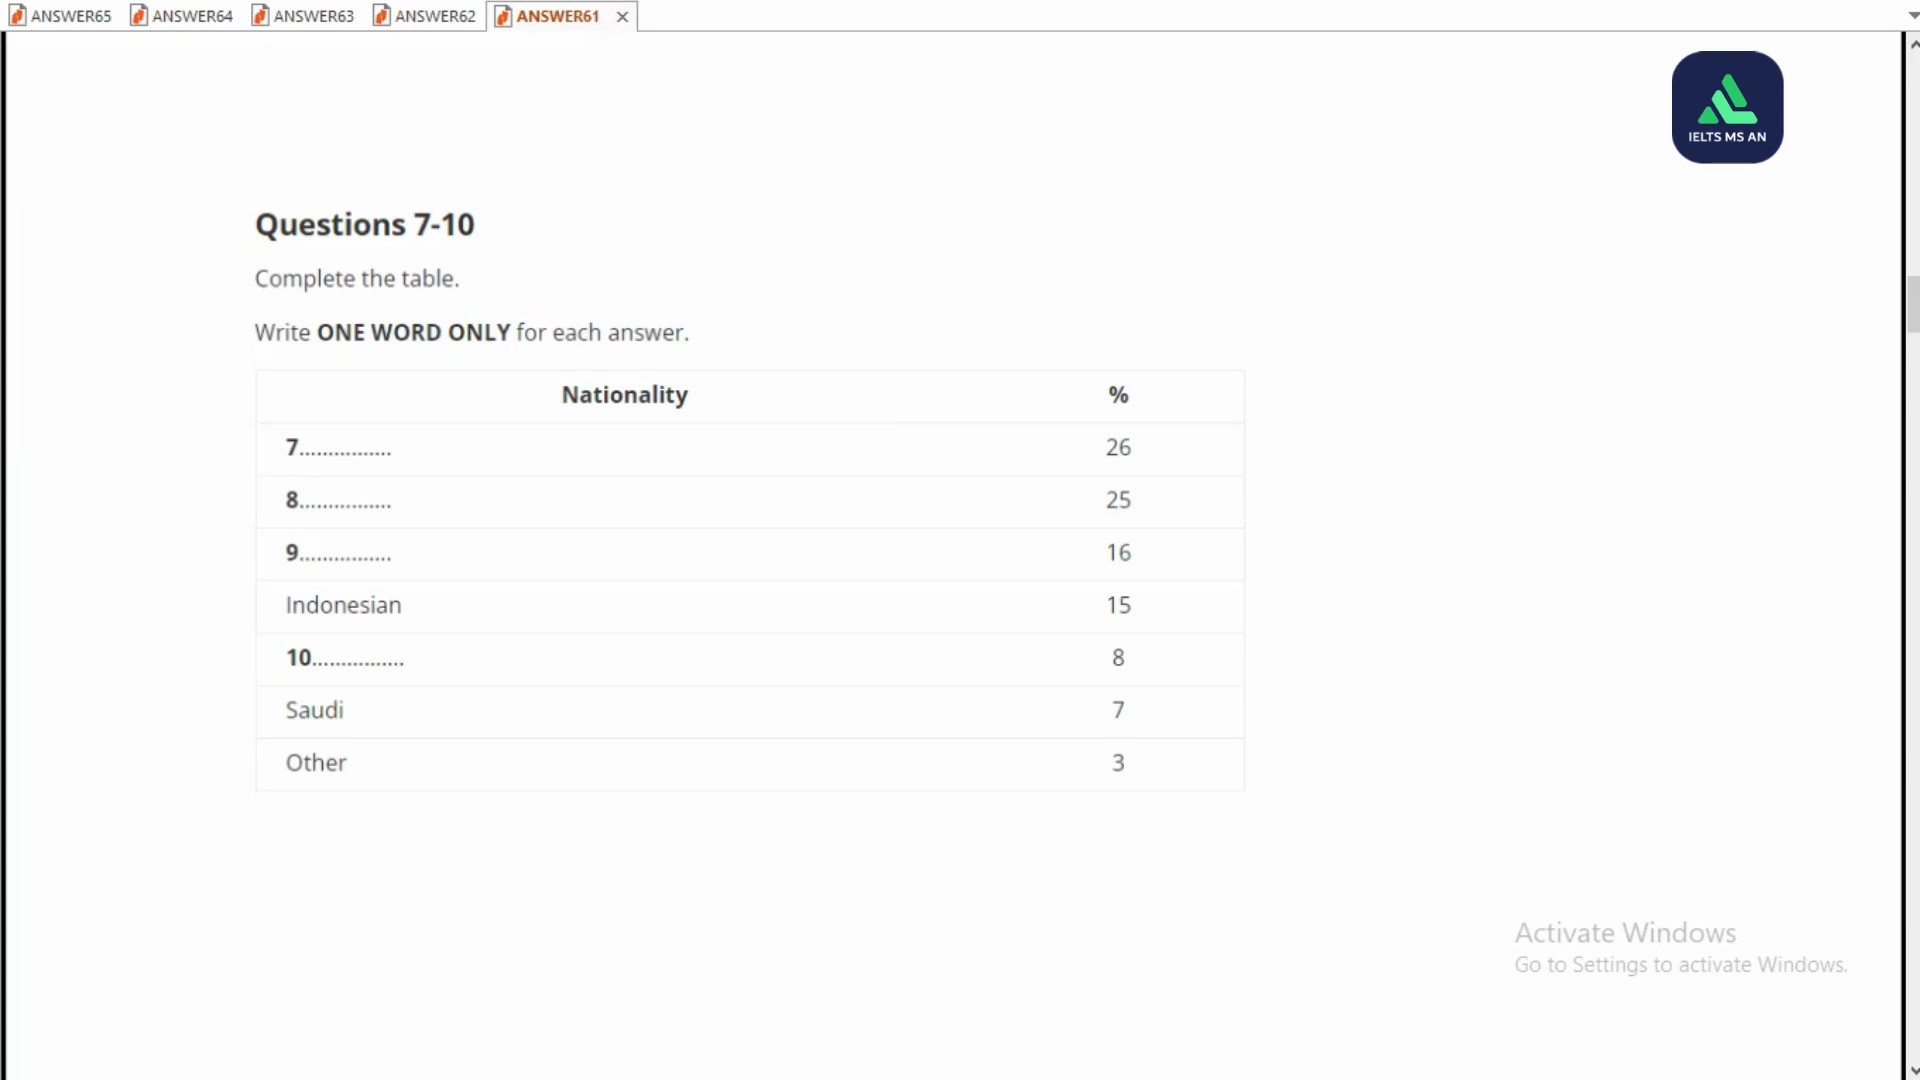 ANSWER65 ANSWER64 ANSWER63 ANSWER62 ANSWER61
IELTS MS AN
Questions 7-10
Complete the table.
Write ONE WORD ONLY for each answer.
Nationality %
7................ 26
8................ 25
9................ 16
Indonesian 15
10................ 8
Saudi 7
Other 3
Activate Windows
Go to Settings to activate Windows.